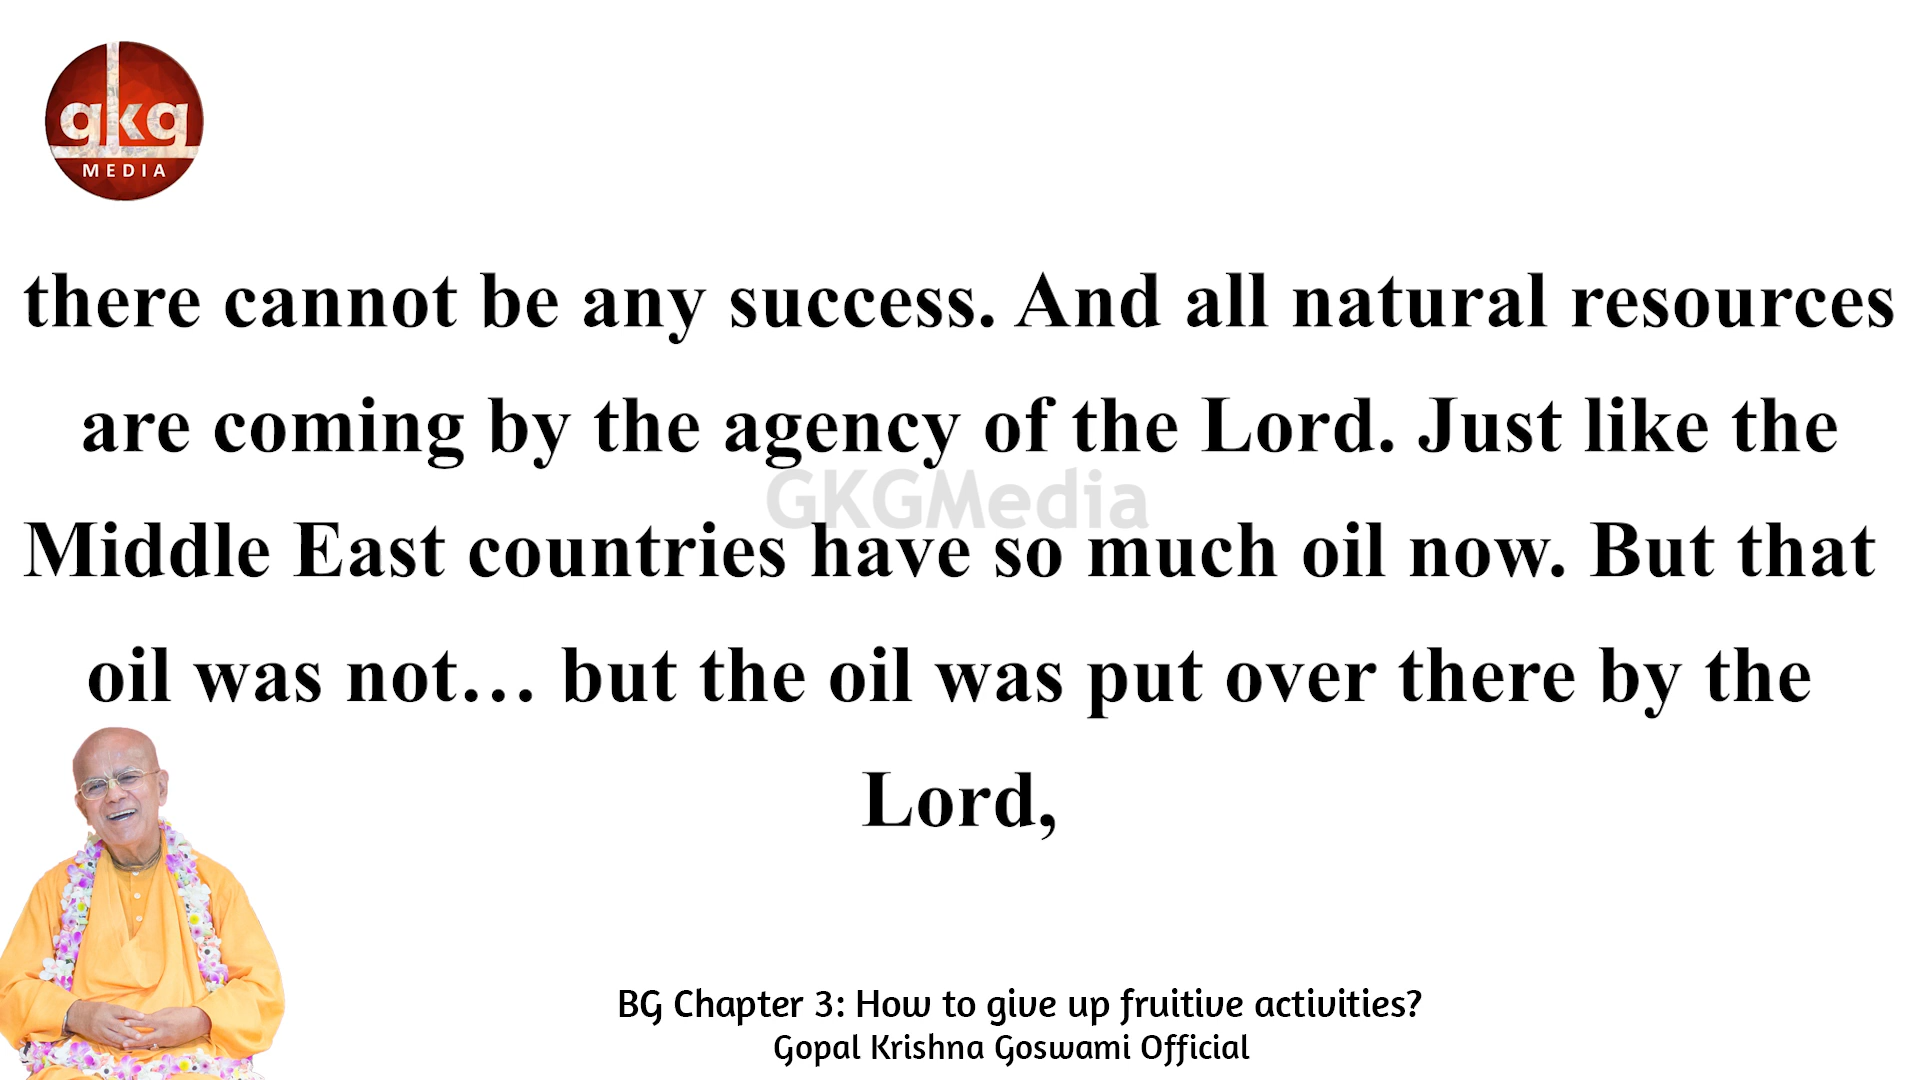 gkg
MEDIA
there cannot be any success. And all natural resources
are coming by the agency of the Lord. Just like the
GKGMedia
Middle East countries have so much oil now. But that
oil was not… but the oil was put over there by the
Lord,
BG Chapter 3: How to give up fruitive activities?
Gopal Krishna Goswami Official